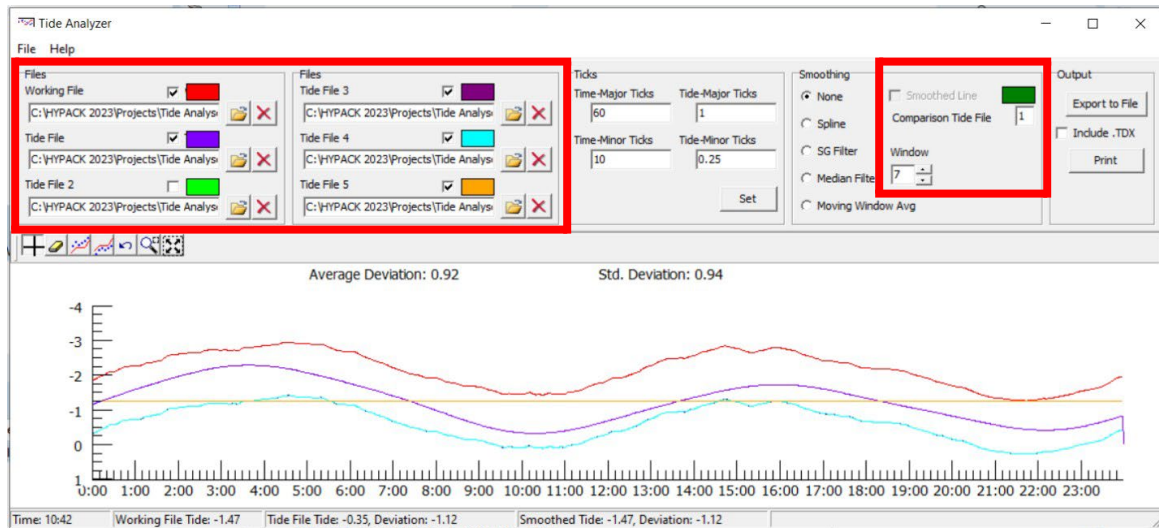 Tide Analyzer
File Help
Files
Working File
C:\HYPACK 2023\Projects\Tide Analys
Tide File
C:\HYPACK 2023\Projects\Tide Analys
Tide File 2
C:\HYPACK 2023\Projects\Tide Analys
Files
Tide File 3
C:\HYPACK 2023\Projects\Tide Analys
Tide File 4
C:\HYPACK 2023\Projects\Tide Analys
Tide File 5
C:\HYPACK 2023\Projects\Tide Analys
Ticks
Time-Major Ticks Tide-Major Ticks
60 1
Time-Minor Ticks Tide-Minor Ticks
10 0.25
Set
Smoothing
None
Spline
SG Filter
Median Filte
Moving Window Avg
Smoothed Line
Comparison Tide File 1
Window
7
Output
Export to File
Include .TDX
Print
Average Deviation: 0.92 Std. Deviation: 0.94
-4
-3
-2
-1
0
1
0:00 1:00 2:00 3:00 4:00 5:00 6:00 7:00 8:00 9:00 10:00 11:00 12:00 13:00 14:00 15:00 16:00 17:00 18:00 19:00 20:00 21:00 22:00 23:00
Time: 10:42 Working File Tide: -1.47 Tide File Tide: -0.35, Deviation: -1.12 Smoothed Tide: -1.47, Deviation: -1.12